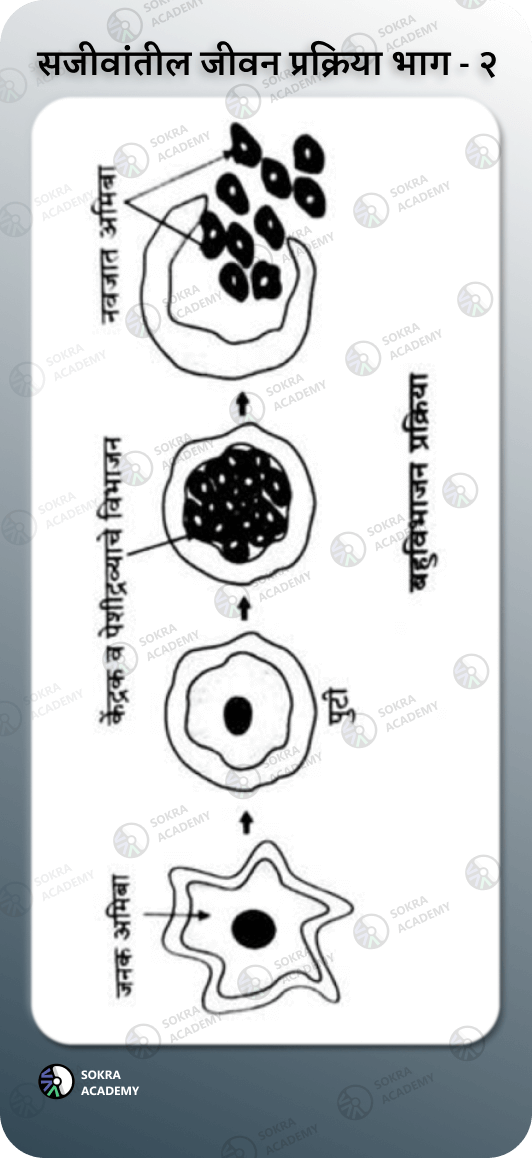 सजीवांतील जीवन प्रक्रिया भाग - २
नवजात अमिबा
केंद्रक व पेशीद्रव्याचे विभाजन
पुटी
जनक अमिबा
बहुविभाजन प्रक्रिया
SOKRA
ACADEMY